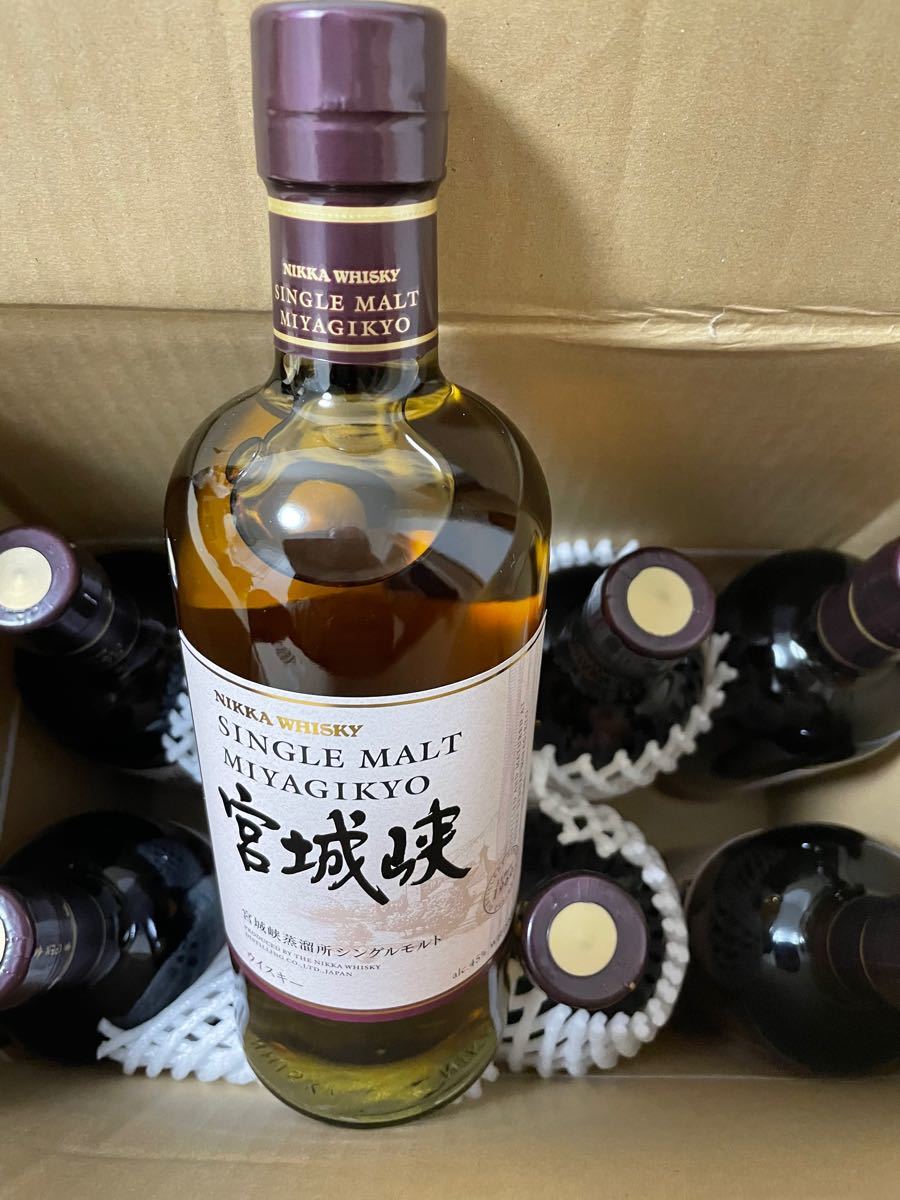 NIKKA WHISKY
SINGLE MALT
MIYAGIKYO
NIKKA WHISKY
SINGLE MALT
MIYAGIKYO
宮城峡
宮城峡蒸溜所シングルモルト
PRODUCED BY THE NIKKA WHISKY
DISTILLING CO.,LTD.,JAPAN
ウイスキー
alc.45%